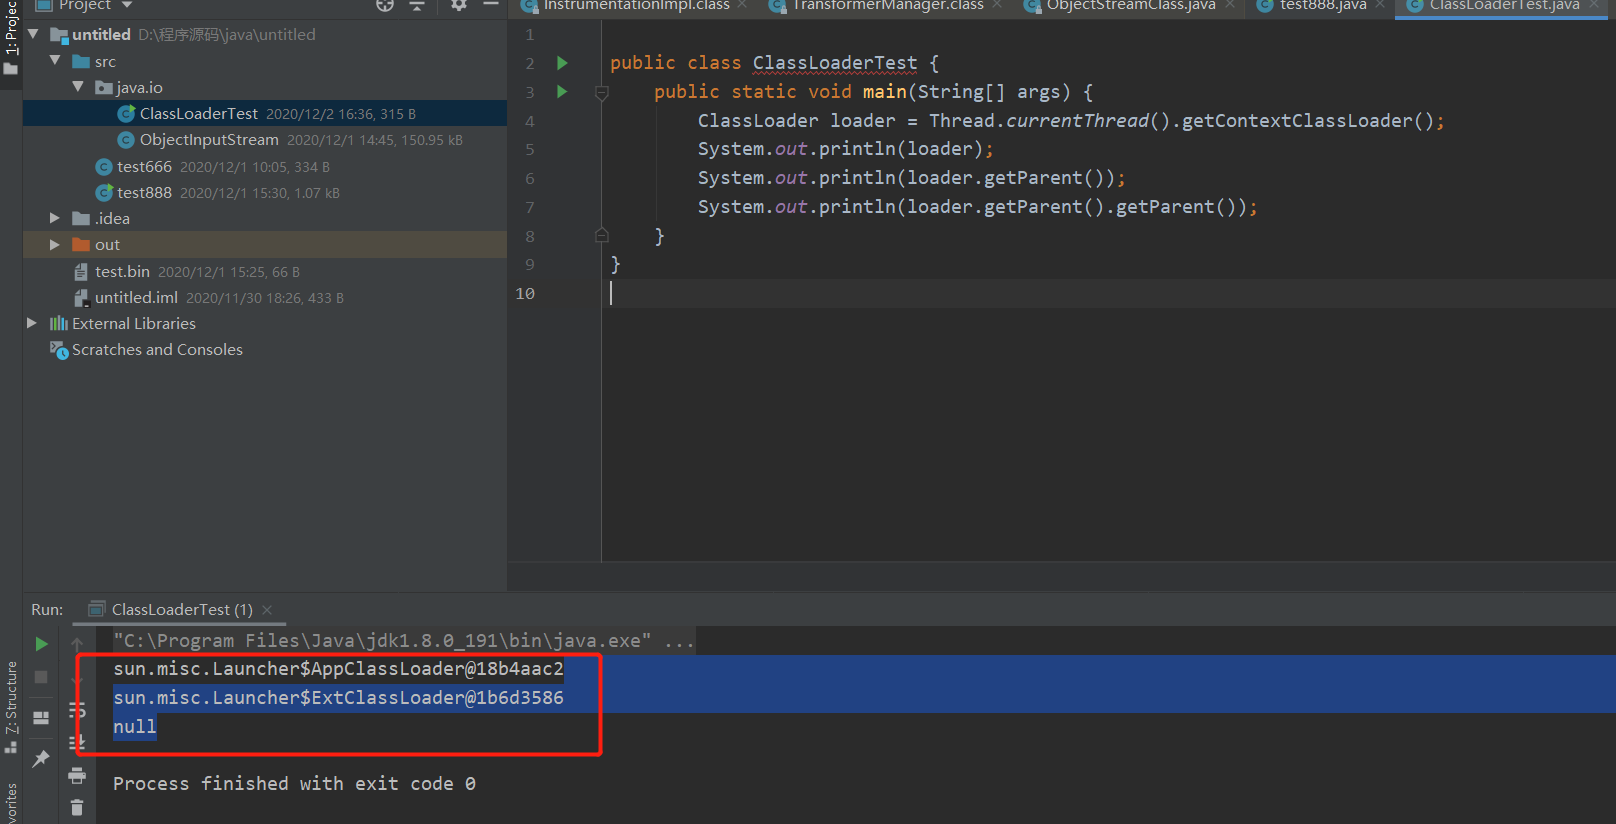 Project
InstrumentationImpl.class
TransformerManager.class
ObjectStreamClass.java
test888.java
ClassLoaderTest.java
1: Projec
untitled D:\程序源码\java\untitled
src
java.io
ClassLoaderTest 2020/12/2 16:36, 315 B
ObjectInputStream 2020/12/1 14:45, 150.95 kB
test666 2020/12/1 10:05, 334 B
test888 2020/12/1 15:30, 1.07 kB
.idea
out
test.bin 2020/12/1 15:25, 66 B
untitled.iml 2020/11/30 18:26, 433 B
External Libraries
Scratches and Consoles
1
2 public class ClassLoaderTest {
3 public static void main(String[] args) {
4 ClassLoader loader = Thread.currentThread().getContextClassLoader();
5 System.out.println(loader);
6 System.out.println(loader.getParent());
7 System.out.println(loader.getParent().getParent());
8 }
9 }
10
Run: ClassLoaderTest (1)
"C:\Program Files\Java\jdk1.8.0_191\bin\java.exe" ...
sun.misc.Launcher$AppClassLoader@18b4aac2
sun.misc.Launcher$ExtClassLoader@1b6d3586
null
Process finished with exit code 0
Z: Structure
vorites